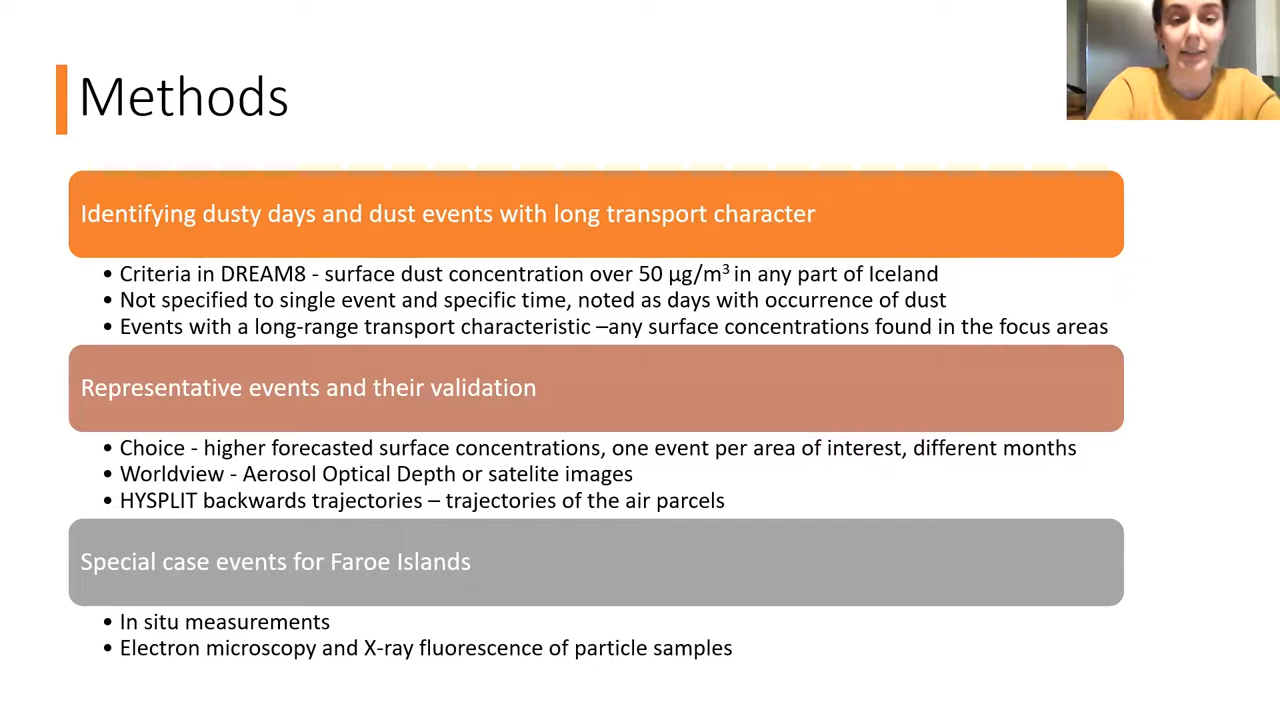 Methods
Identifying dusty days and dust events with long transport character
• Criteria in DREAM8 - surface dust concentration over 50 µg/m³ in any part of Iceland
• Not specified to single event and specific time, noted as days with occurrence of dust
• Events with a long-range transport characteristic –any surface concentrations found in the focus areas
Representative events and their validation
• Choice - higher forecasted surface concentrations, one event per area of interest, different months
• Worldview - Aerosol Optical Depth or satelite images
• HYSPLIT backwards trajectories – trajectories of the air parcels
Special case events for Faroe Islands
• In situ measurements
• Electron microscopy and X-ray fluorescence of particle samples